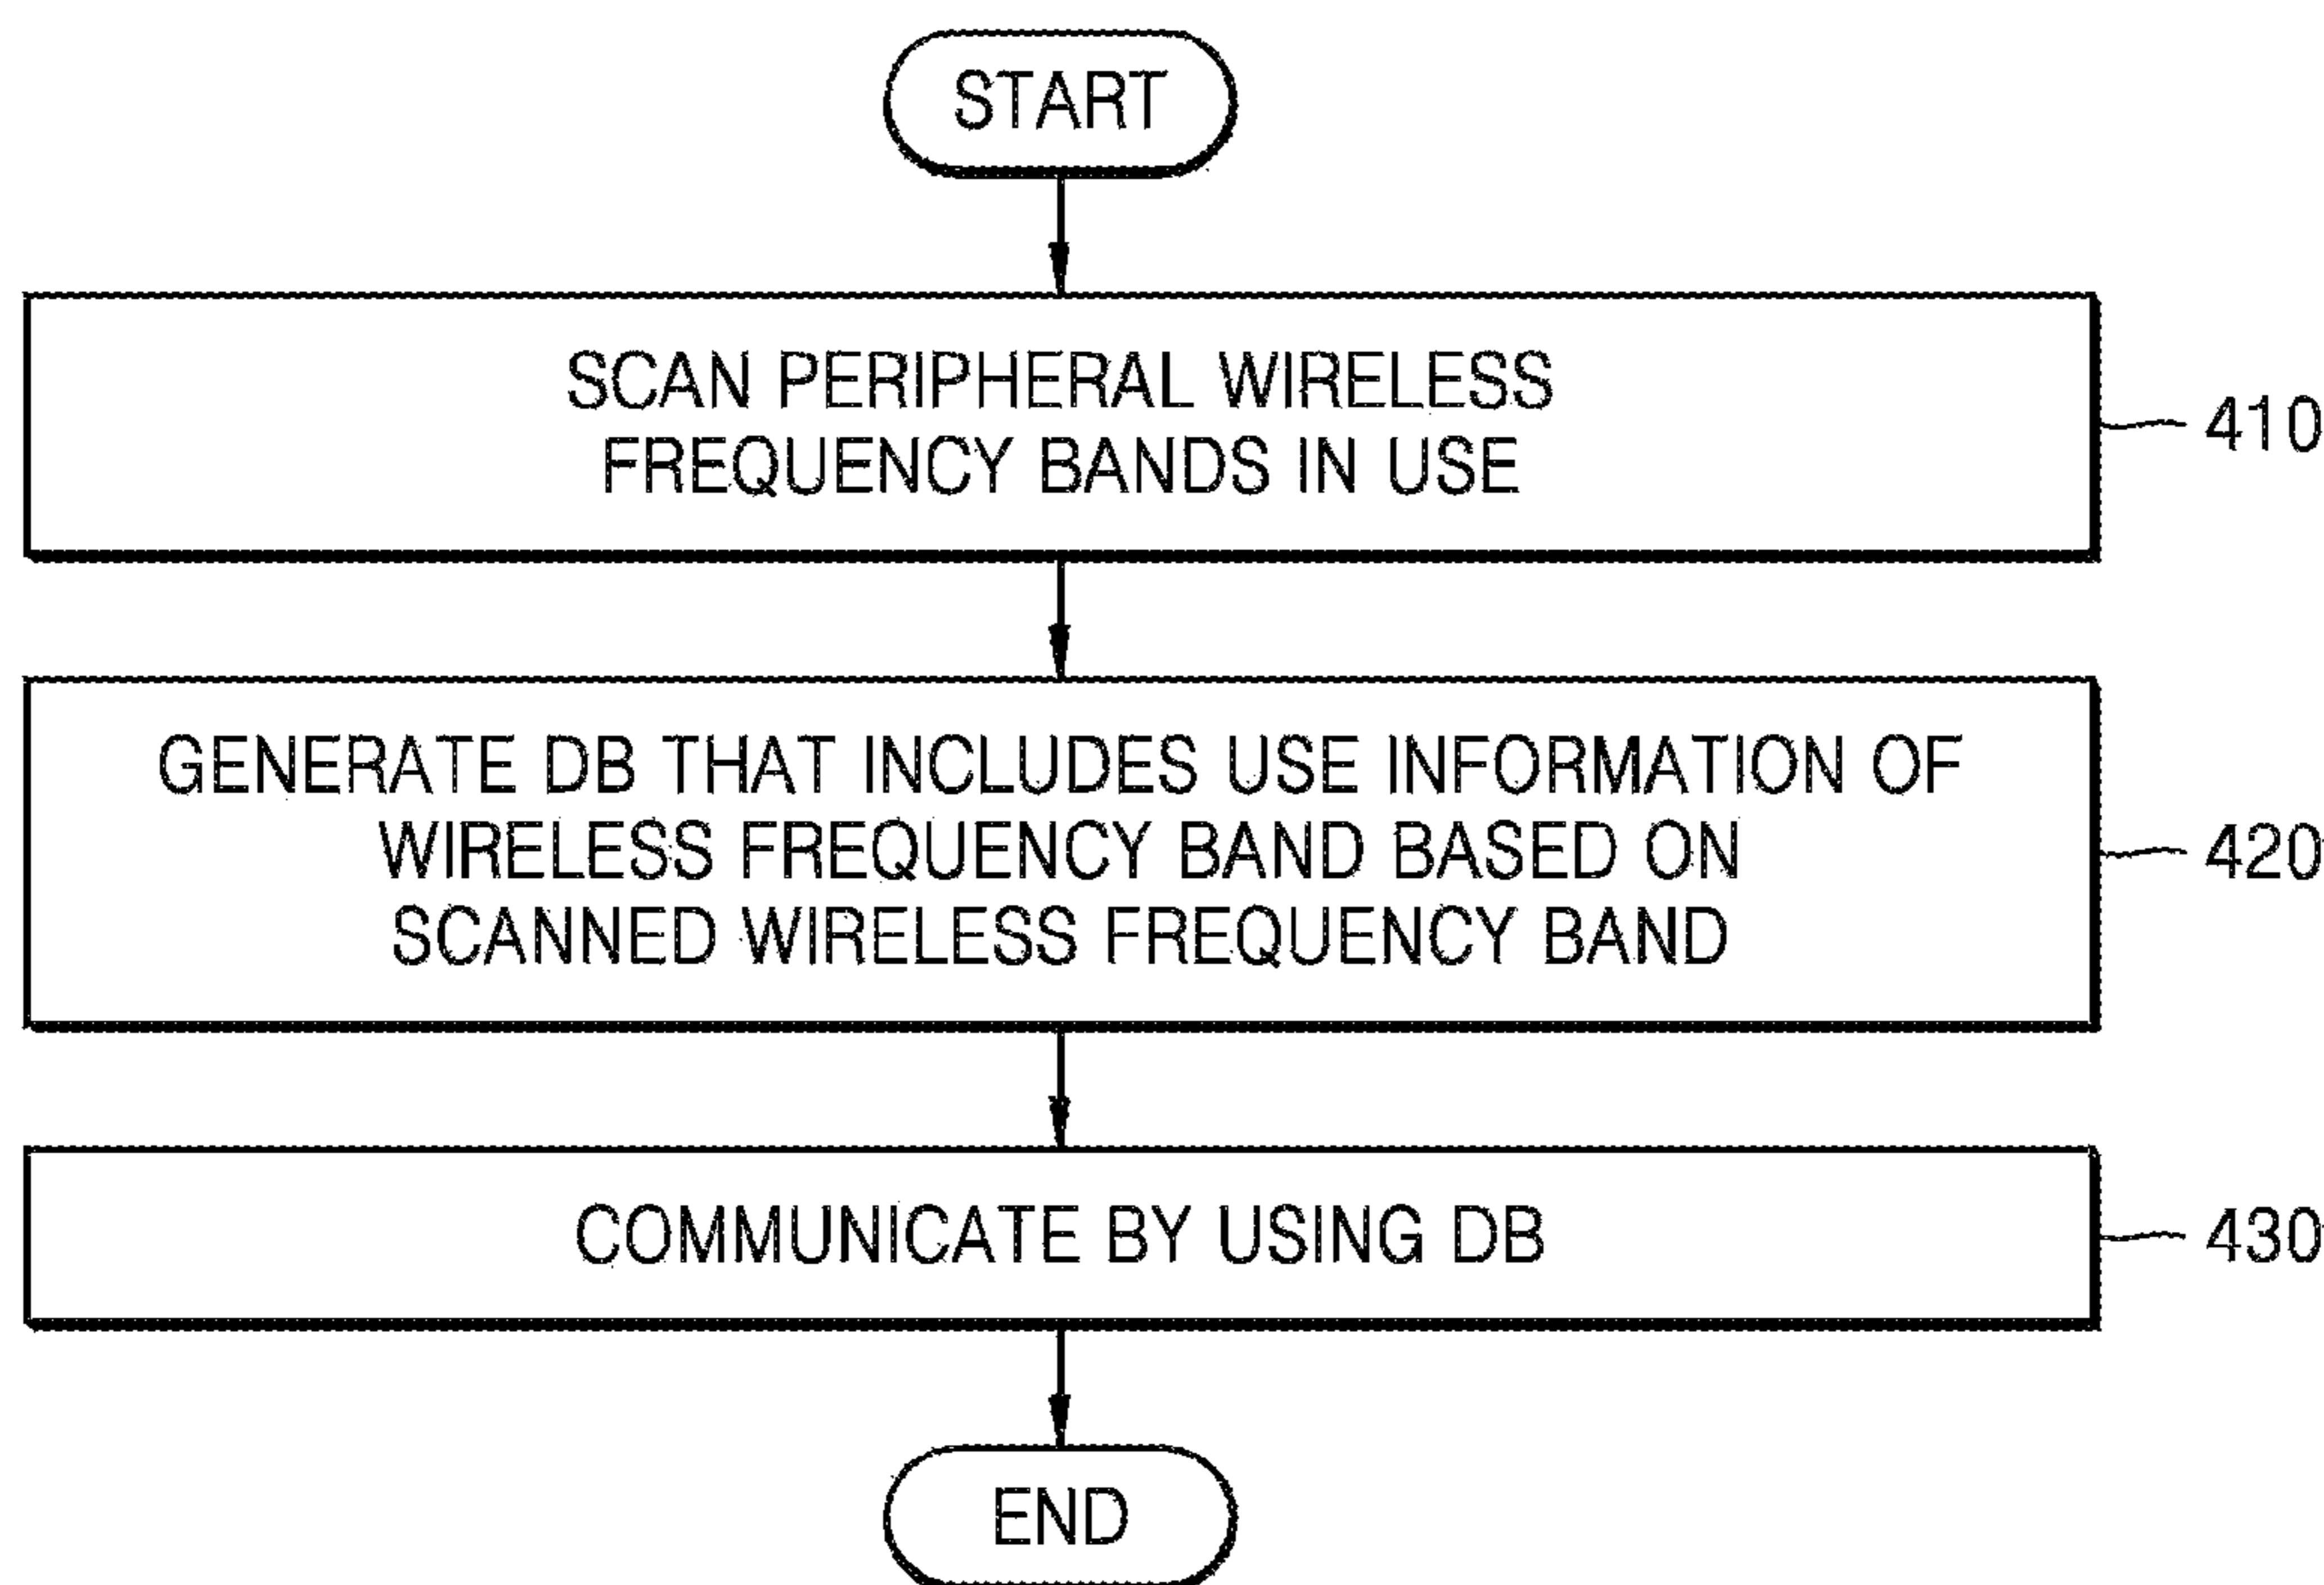 START
SCAN PERIPHERAL WIRELESS
FREQUENCY BANDS IN USE
410
GENERATE DB THAT INCLUDES USE INFORMATION OF
WIRELESS FREQUENCY BAND BASED ON
SCANNED WIRELESS FREQUENCY BAND
420
COMMUNICATE BY USING DB
430
END